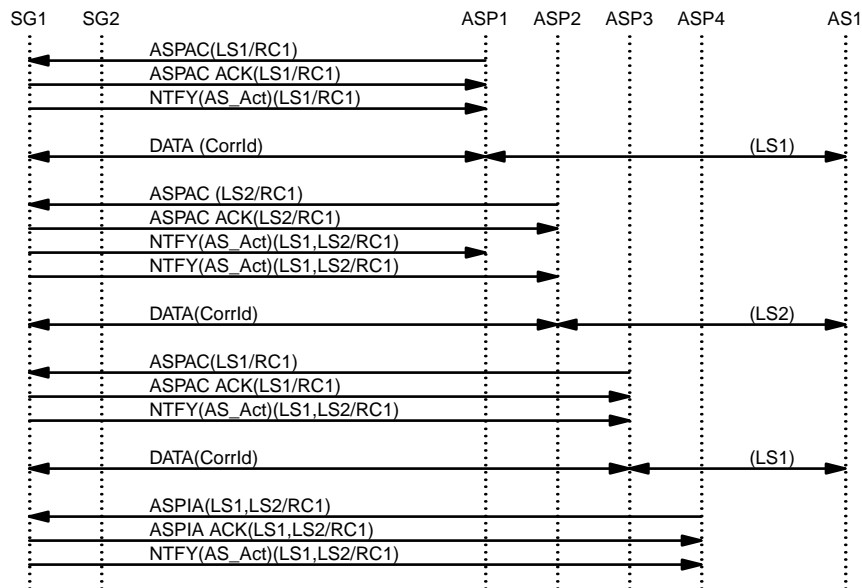 SG1 SG2 ASP1 ASP2 ASP3 ASP4 AS1
ASPAC(LS1/RC1)
ASPAC ACK(LS1/RC1)
NTFY(AS_Act)(LS1/RC1)
DATA (CorrId) (LS1)
ASPAC (LS2/RC1)
ASPAC ACK(LS2/RC1)
NTFY(AS_Act)(LS1,LS2/RC1)
NTFY(AS_Act)(LS1,LS2/RC1)
DATA(CorrId) (LS2)
ASPAC(LS1/RC1)
ASPAC ACK(LS1/RC1)
NTFY(AS_Act)(LS1,LS2/RC1)
DATA(CorrId) (LS1)
ASPIA(LS1,LS2/RC1)
ASPIA ACK(LS1,LS2/RC1)
NTFY(AS_Act)(LS1,LS2/RC1)